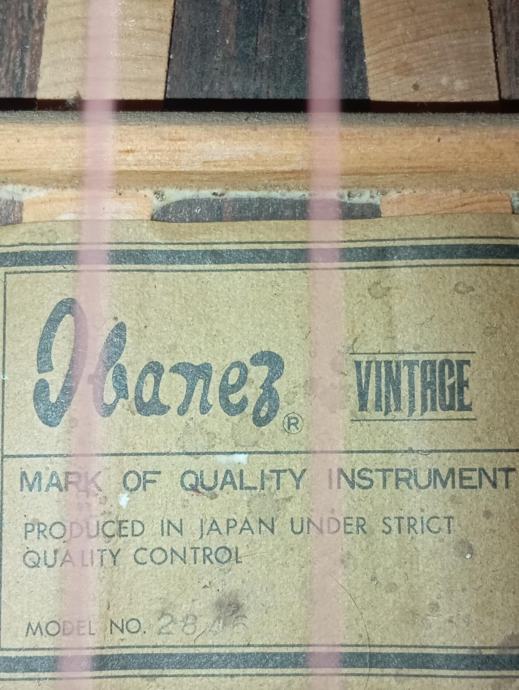 Ibanez® VINTAGE
MARK OF QUALITY INSTRUMENT
PRODUCED IN JAPAN UNDER STRICT
QUALITY CONTROL
MODEL NO.